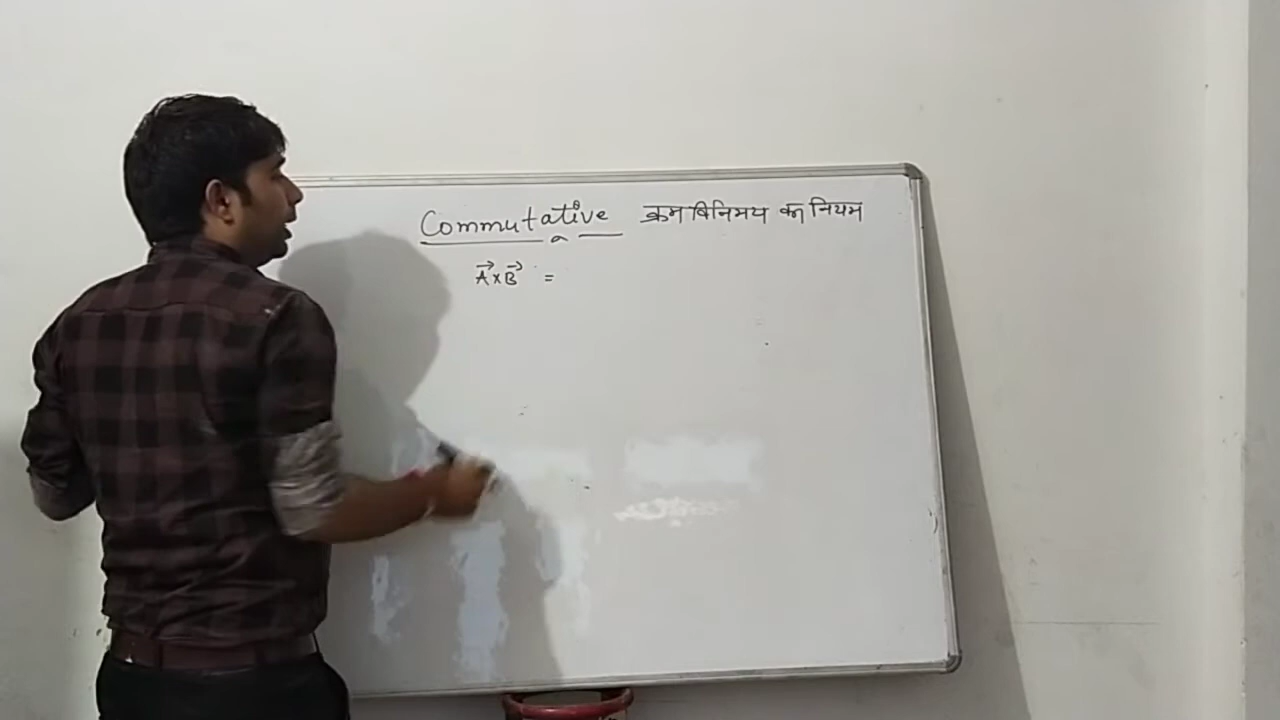 Commutative क्रम विनिमय का नियम
A⃗ × B⃗ =